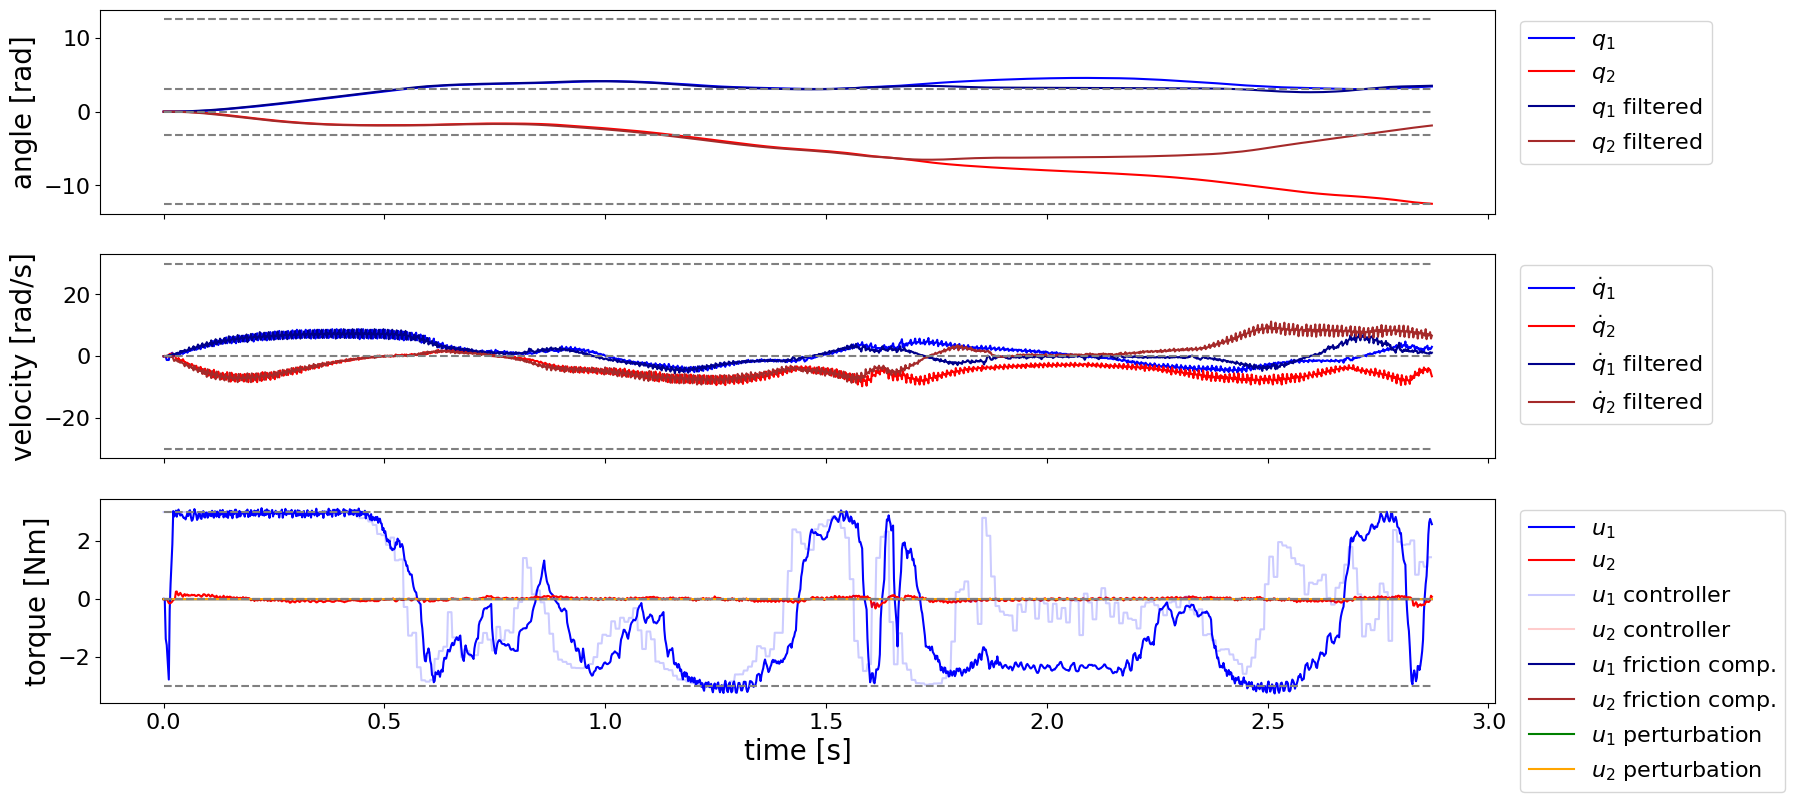 angle [rad]
10
0
−10
q₁
q₂
q₁ filtered
q₂ filtered
velocity [rad/s]
20
0
−20
q̇₁
q̇₂
q̇₁ filtered
q̇₂ filtered
torque [Nm]
2
0
−2
0.0 0.5 1.0 1.5 2.0 2.5 3.0
time [s]
u₁
u₂
u₁ controller
u₂ controller
u₁ friction comp.
u₂ friction comp.
u₁ perturbation
u₂ perturbation